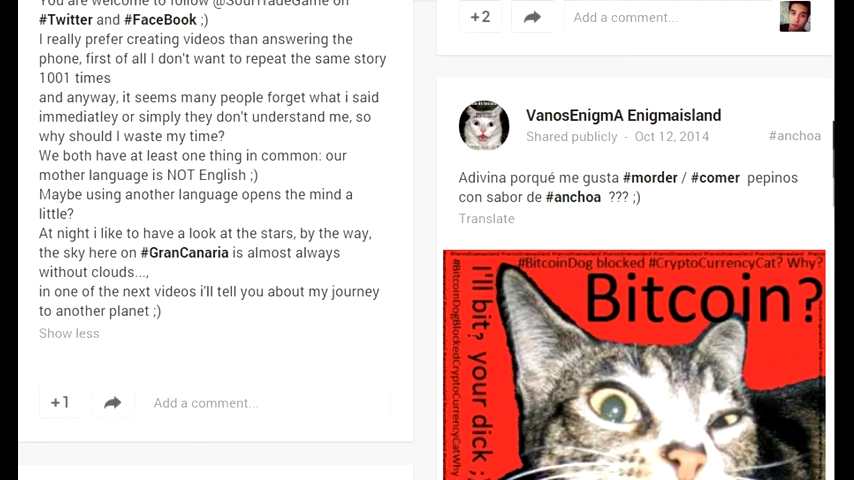 You are welcome to follow @SoulTradeGame on
#Twitter and #FaceBook ;)
I really prefer creating videos than answering the
phone, first of all I don't want to repeat the same story
1001 times
and anyway, it seems many people forget what i said
immediatley or simply they don't understand me, so
why should I waste my time?
We both have at least one thing in common: our
mother language is NOT English ;)
Maybe using another language opens the mind a
little?
At night i like to have a look at the stars, by the way,
the sky here on #GranCanaria is almost always
without clouds...,
in one of the next videos i'll tell you about my journey
to another planet ;)
Show less
+1
Add a comment...
+2
Add a comment...
VanosEnigmA Enigmaisland
Shared publicly - Oct 12, 2014
#anchoa
Adivina porqué me gusta #morder / #comer pepinos
con sabor de #anchoa ??? ;)
Translate
#BitcoinDog blocked #CryptoCurrencyCat? Why?
Bitcoin?
I'll bit? your dick ;
#BitcoinDogBlockedCryptoCurrencyCatWhy